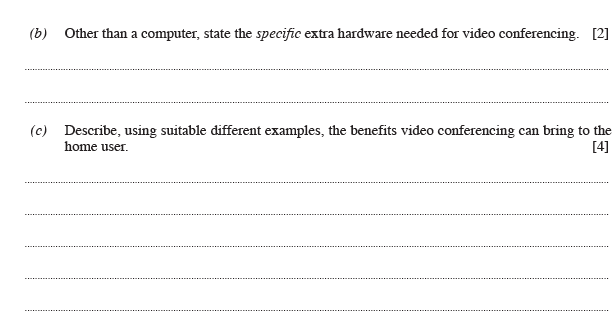 (b) Other than a computer, state the specific extra hardware needed for video conferencing. [2]
(c) Describe, using suitable different examples, the benefits video conferencing can bring to the
home user. [4]